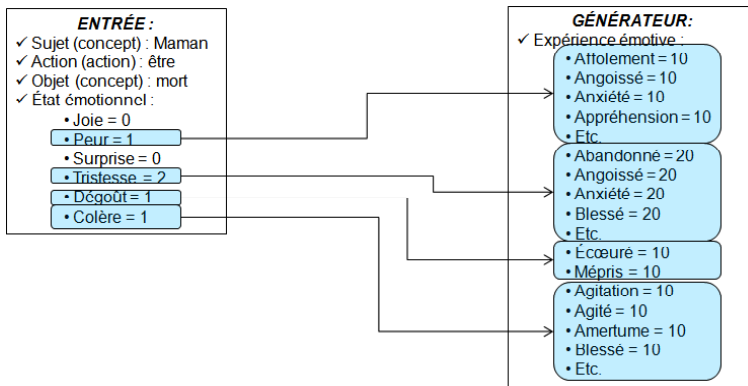 ENTRÉE :
✓ Sujet (concept) : Maman
✓ Action (action) : être
✓ Objet (concept) : mort
✓ État émotionnel :
• Joie = 0
• Peur = 1
• Surprise = 0
• Tristesse = 2
• Dégoût = 1
• Colère = 1
GÉNÉRATEUR:
✓ Expérience émotive :
• Affolement = 10
• Angoissé = 10
• Anxiété = 10
• Appréhension = 10
• Etc.
• Abandonné = 20
• Angoissé = 20
• Anxiété = 20
• Blessé = 20
• Etc.
• Écœuré = 10
• Mépris = 10
• Agitation = 10
• Agité = 10
• Amertume = 10
• Blessé = 10
• Etc.